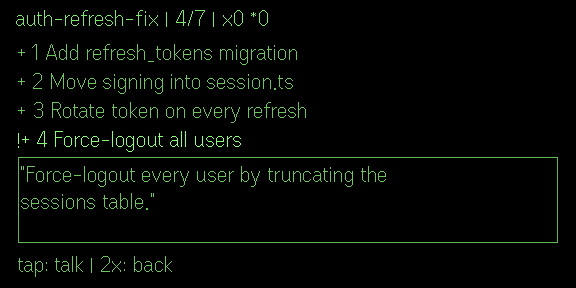 auth-refresh-fix | 4/7 | x0 *0
+ 1 Add refresh_tokens migration
+ 2 Move signing into session.ts
+ 3 Rotate token on every refresh
!+ 4 Force-logout all users
"Force-logout every user by truncating the
sessions table."
tap: talk | 2x: back